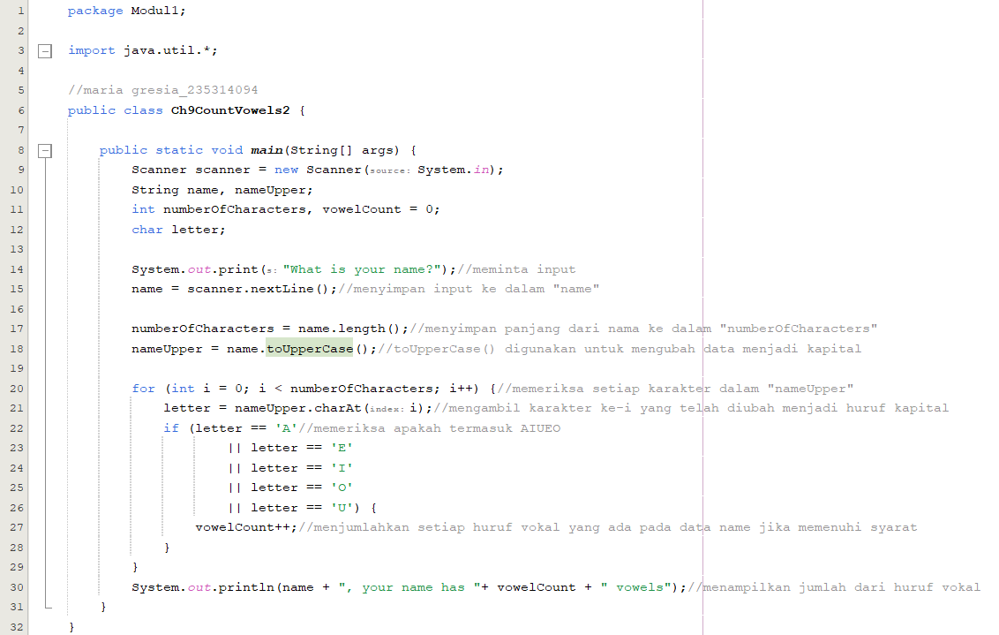 1 package Modul1;
2
3 import java.util.*;
4
5 //maria gresia_235314094
6 public class Ch9CountVowels2 {
7
8 public static void main(String[] args) {
9 Scanner scanner = new Scanner(source: System.in);
10 String name, nameUpper;
11 int numberOfCharacters, vowelCount = 0;
12 char letter;
13
14 System.out.print(s: "What is your name?");//meminta input
15 name = scanner.nextLine();//menyimpan input ke dalam "name"
16
17 numberOfCharacters = name.length();//menyimpan panjang dari nama ke dalam "numberOfCharacters"
18 nameUpper = name.toUpperCase();//toUpperCase() digunakan untuk mengubah data menjadi kapital
19
20 for (int i = 0; i < numberOfCharacters; i++) {//memeriksa setiap karakter dalam "nameUpper"
21 letter = nameUpper.charAt(index: i);//mengambil karakter ke-i yang telah diubah menjadi huruf kapital
22 if (letter == 'A'//memeriksa apakah termasuk AIUEO
23 || letter == 'E'
24 || letter == 'I'
25 || letter == 'O'
26 || letter == 'U') {
27 vowelCount++;//menjumlahkan setiap huruf vokal yang ada pada data name jika memenuhi syarat
28 }
29 }
30 System.out.println(name + ", your name has "+ vowelCount + " vowels");//menampilkan jumlah dari huruf vokal
31 }
32 }